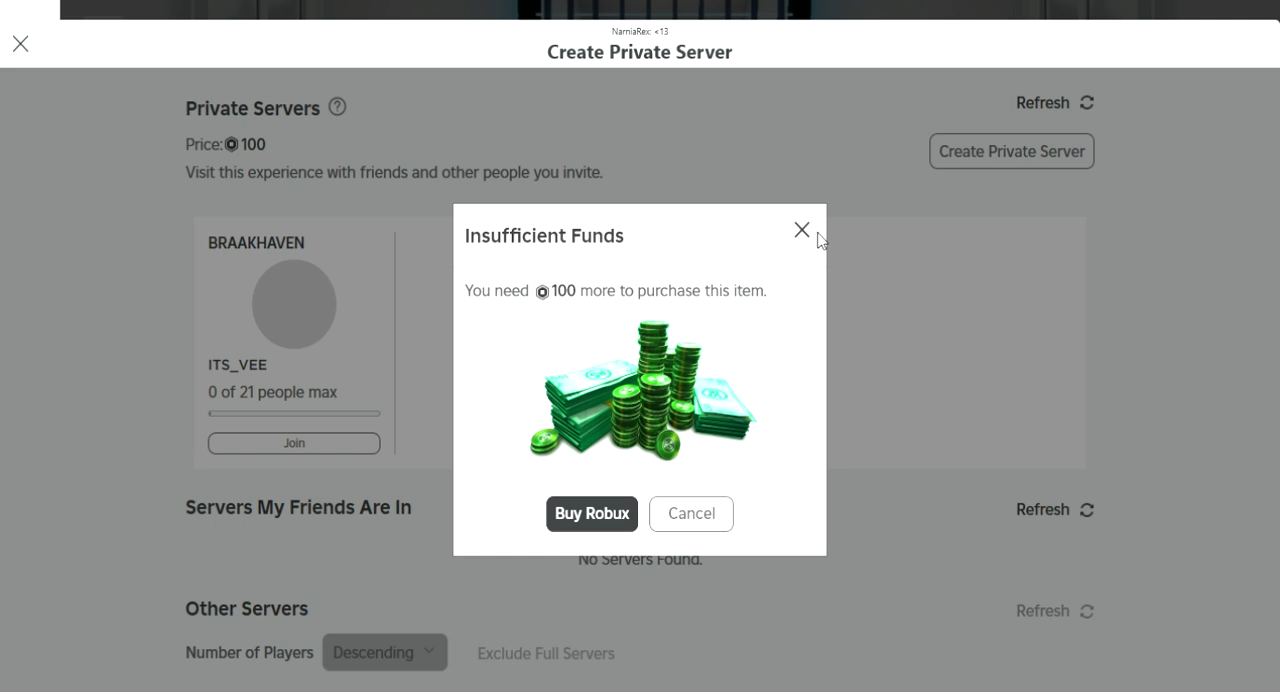 NarniaRex: <13
Create Private Server
Private Servers
Refresh
Price: 100
Create Private Server
Visit this experience with friends and other people you invite.
BRAAKHAVEN
ITS_VEE
0 of 21 people max
Join
Insufficient Funds
You need 100 more to purchase this item.
Buy Robux
Cancel
Servers My Friends Are In
Refresh
No Servers Found.
Other Servers
Refresh
Number of Players
Descending
Exclude Full Servers